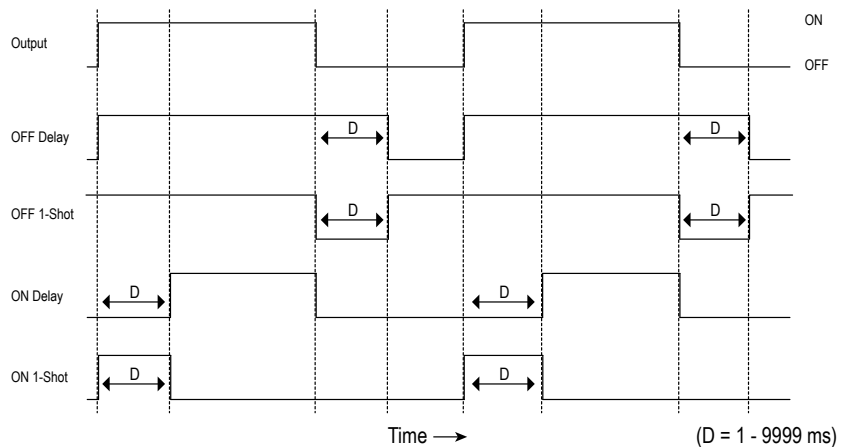 ON
Output
OFF
OFF Delay
D
D
OFF 1-Shot
D
D
ON Delay
D
D
ON 1-Shot
D
D
Time →
(D = 1 - 9999 ms)